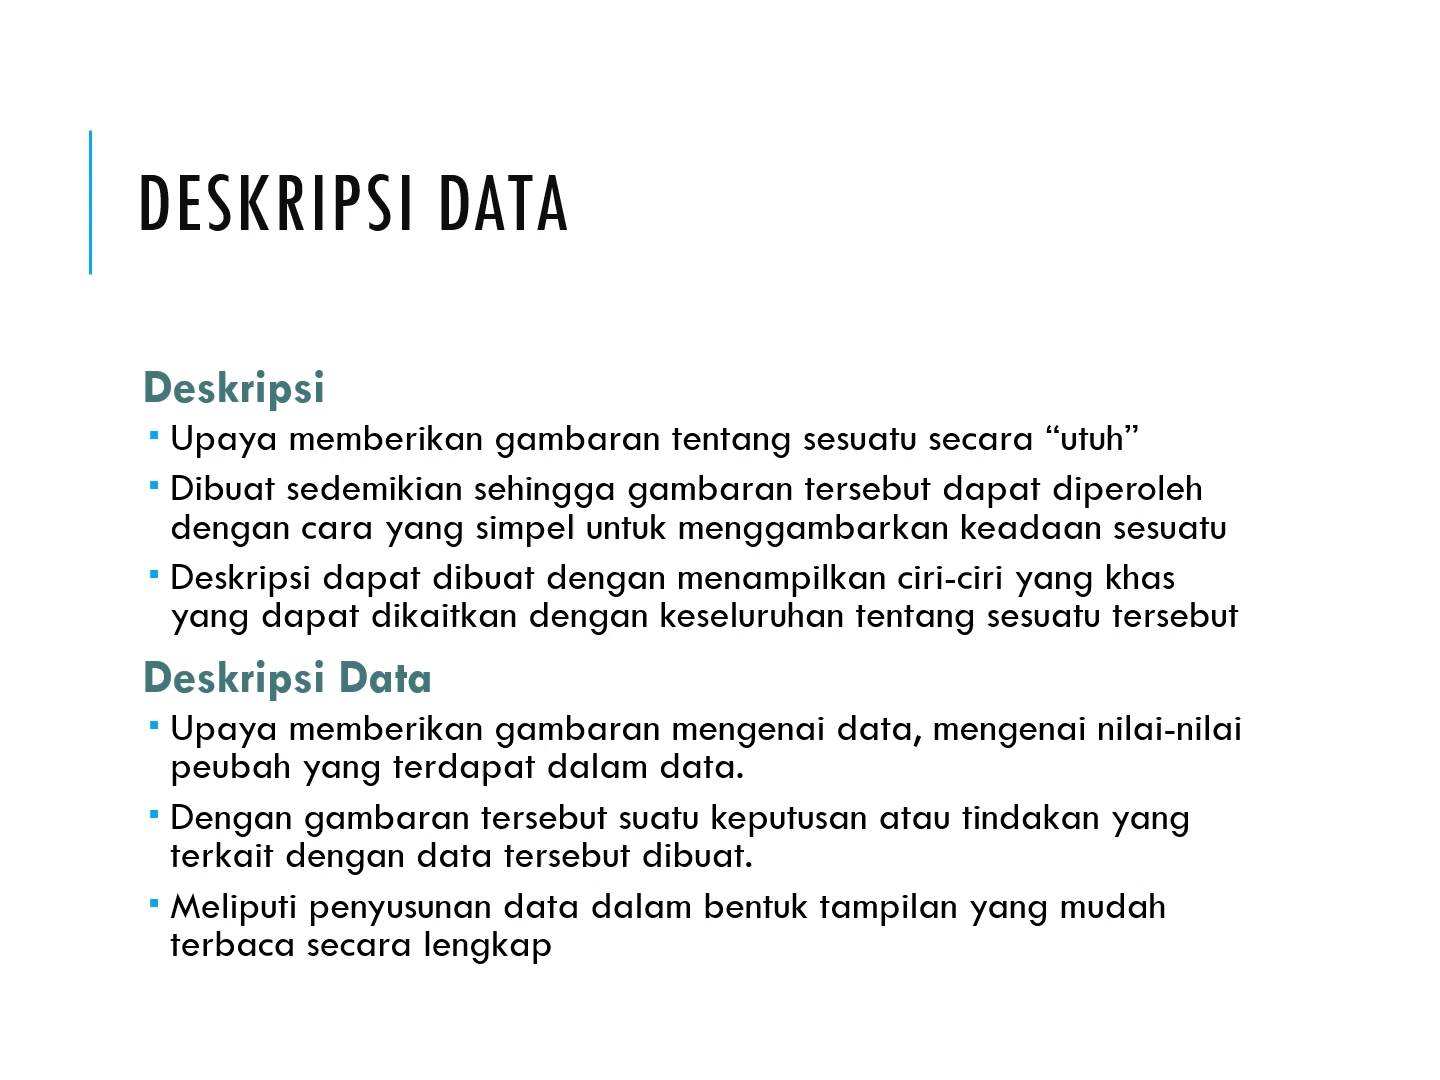 DESKRIPSI DATA
Deskripsi
▪ Upaya memberikan gambaran tentang sesuatu secara “utuh”
▪ Dibuat sedemikian sehingga gambaran tersebut dapat diperoleh
dengan cara yang simpel untuk menggambarkan keadaan sesuatu
▪ Deskripsi dapat dibuat dengan menampilkan ciri-ciri yang khas
yang dapat dikaitkan dengan keseluruhan tentang sesuatu tersebut
Deskripsi Data
▪ Upaya memberikan gambaran mengenai data, mengenai nilai-nilai
peubah yang terdapat dalam data.
▪ Dengan gambaran tersebut suatu keputusan atau tindakan yang
terkait dengan data tersebut dibuat.
▪ Meliputi penyusunan data dalam bentuk tampilan yang mudah
terbaca secara lengkap